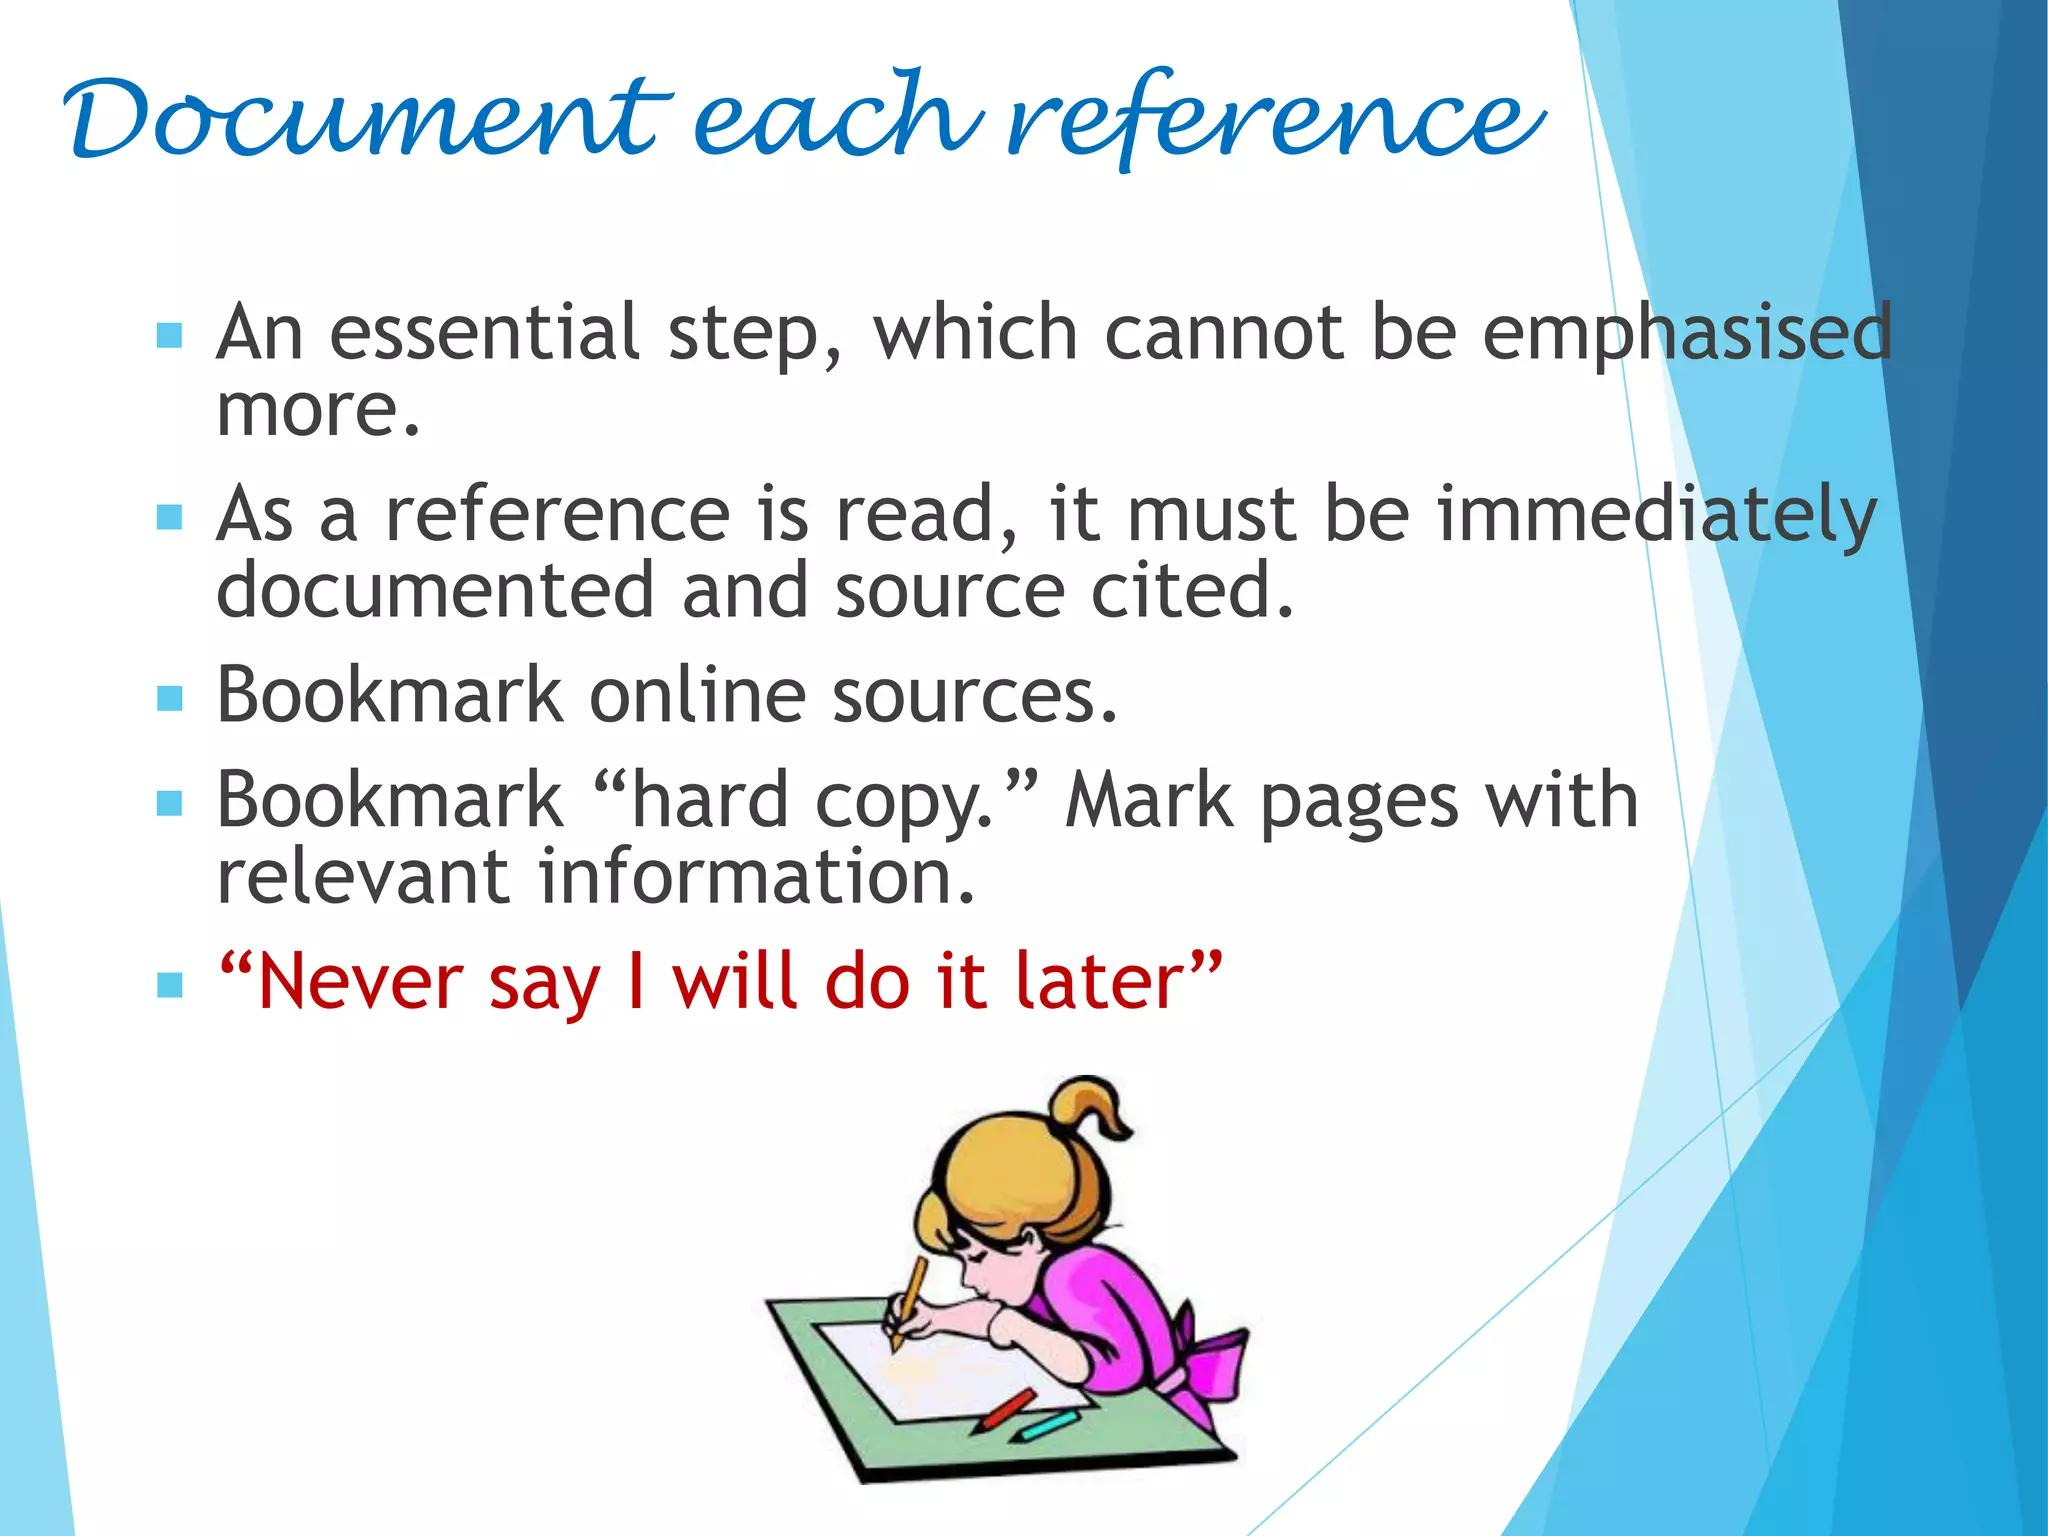 Document each reference
▪ An essential step, which cannot be emphasised
more.
▪ As a reference is read, it must be immediately
documented and source cited.
▪ Bookmark online sources.
▪ Bookmark “hard copy.” Mark pages with
relevant information.
▪ “Never say I will do it later”